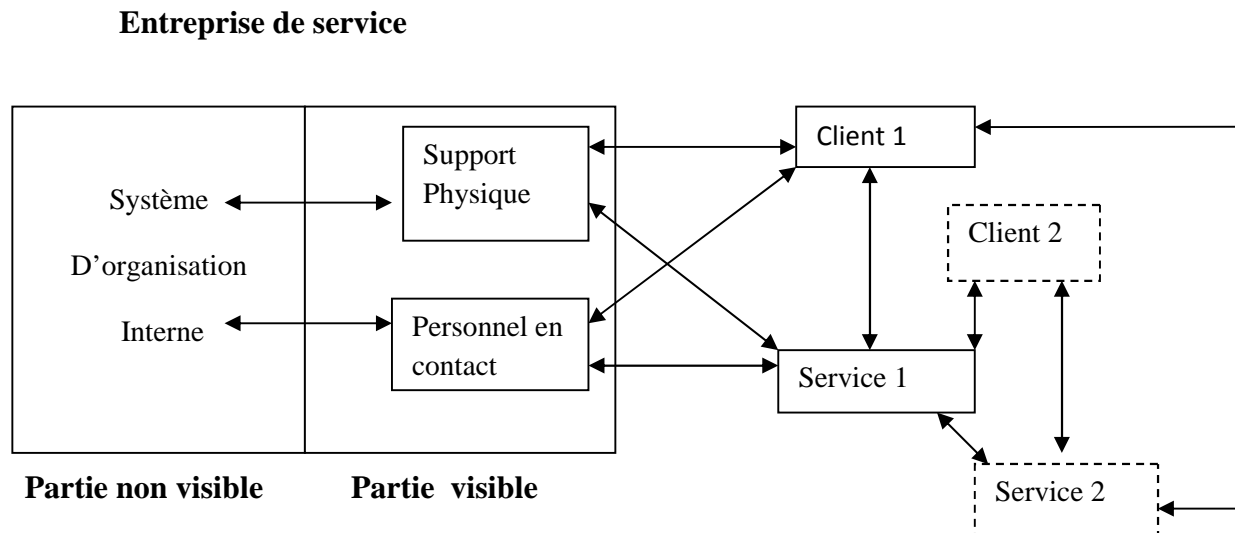 Entreprise de service
Système
D’organisation
Interne
Support
Physique
Personnel en
contact
Client 1
Client 2
Service 1
Service 2
Partie non visible
Partie visible